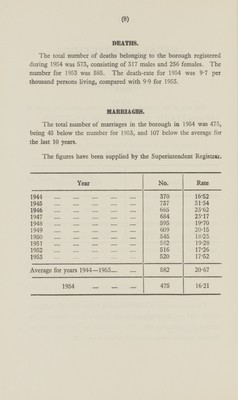 (8)
DEATHS.
The total number of deaths belonging to the borough registered
during 1954 was 573, consisting of 317 males and 256 females. The
number for 1953 was 585. The death-rate for 1954 was 9·7 per
thousand persons living, compared with 9·9 for 1953.
MARRIAGES.
The total number of marriages in the borough in 1954 was 475,
being 45 below the number for 1953, and 107 below the average for
the last 10 years.
The figures have been supplied by the Superintendent Registrar.
Year No. Rate
1944 — — — — — 370 16·52
1945 — — — — — 737 31·54
1946 — — — — — 665 25·62
1947 — — — — — 664 23·17
1948 — — — — — 595 19·70
1949 — — — — — 609 20·15
1950 — — — — — 545 18·25
1951 — — — — — 582 19·28
1952 — — — — — 516 17·26
1953 — — — — — 520 17·52
Average for years 1944—1953— — 582 20·67
1954 — — — 475 16·21